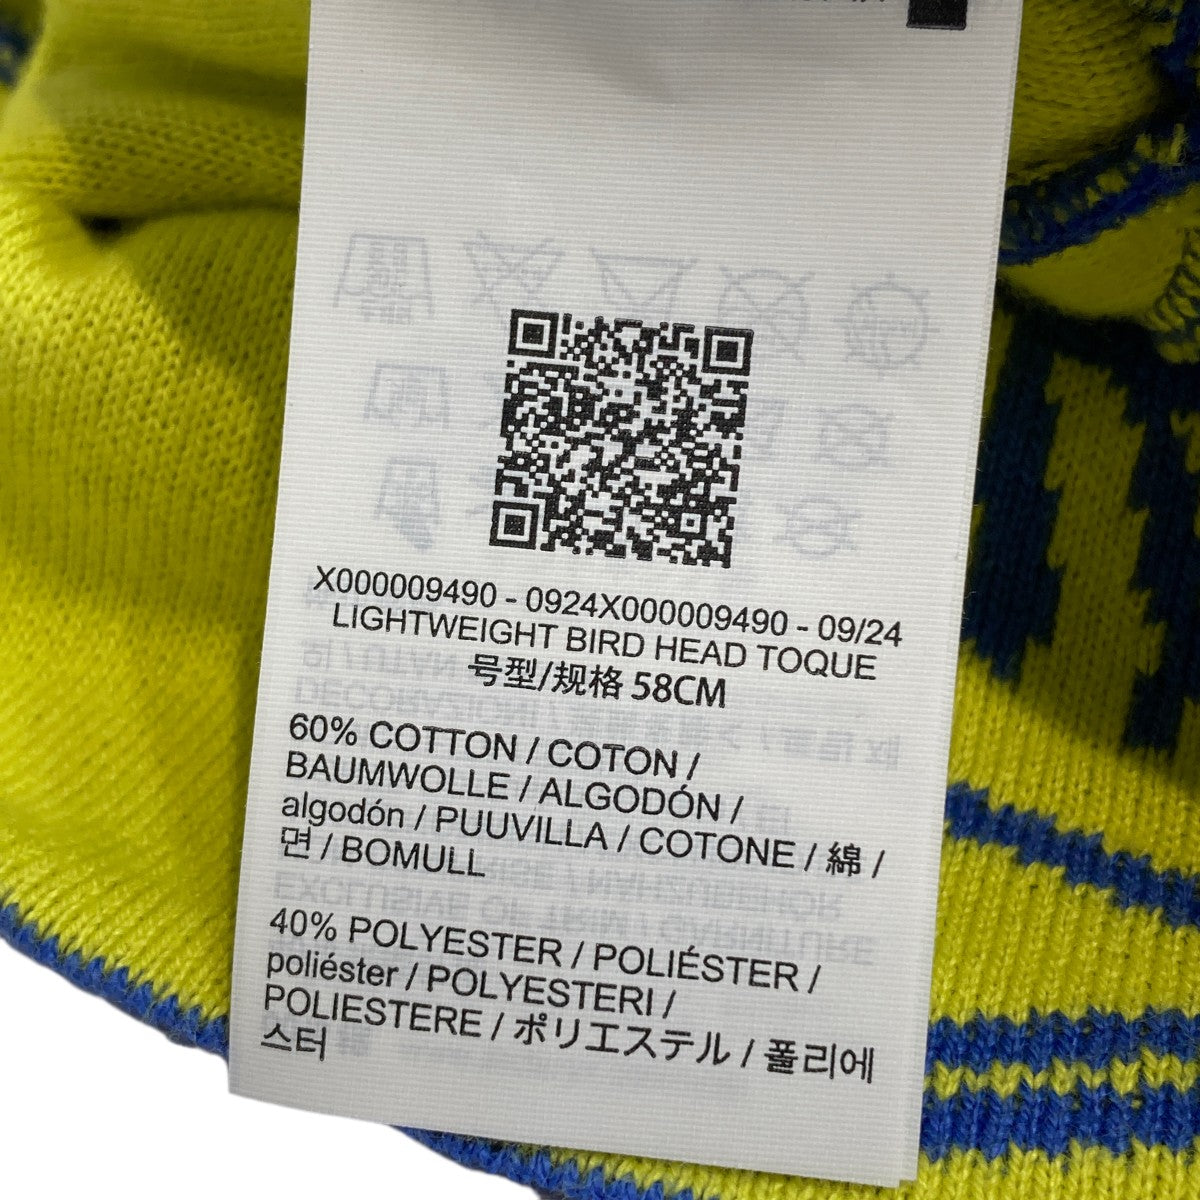 X000009490 - 0924X000009490 - 09/24
LIGHTWEIGHT BIRD HEAD TOQUE
号型/规格 58CM
60% COTTON / COTON /
BAUMWOLLE / ALGODÓN /
algodón / PUUVILLA / COTONE / 綿 /
면 / BOMULL
40% POLYESTER / POLIÉSTER /
poliéster / POLYESTERI /
POLIESTERE / ポリエステル / 폴리에
스터